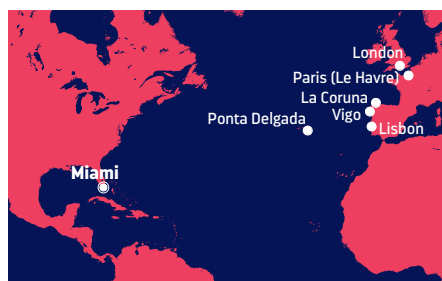 London
Paris (Le Havre)
La Coruna
Vigo
Ponta Delgada
Lisbon
Miami